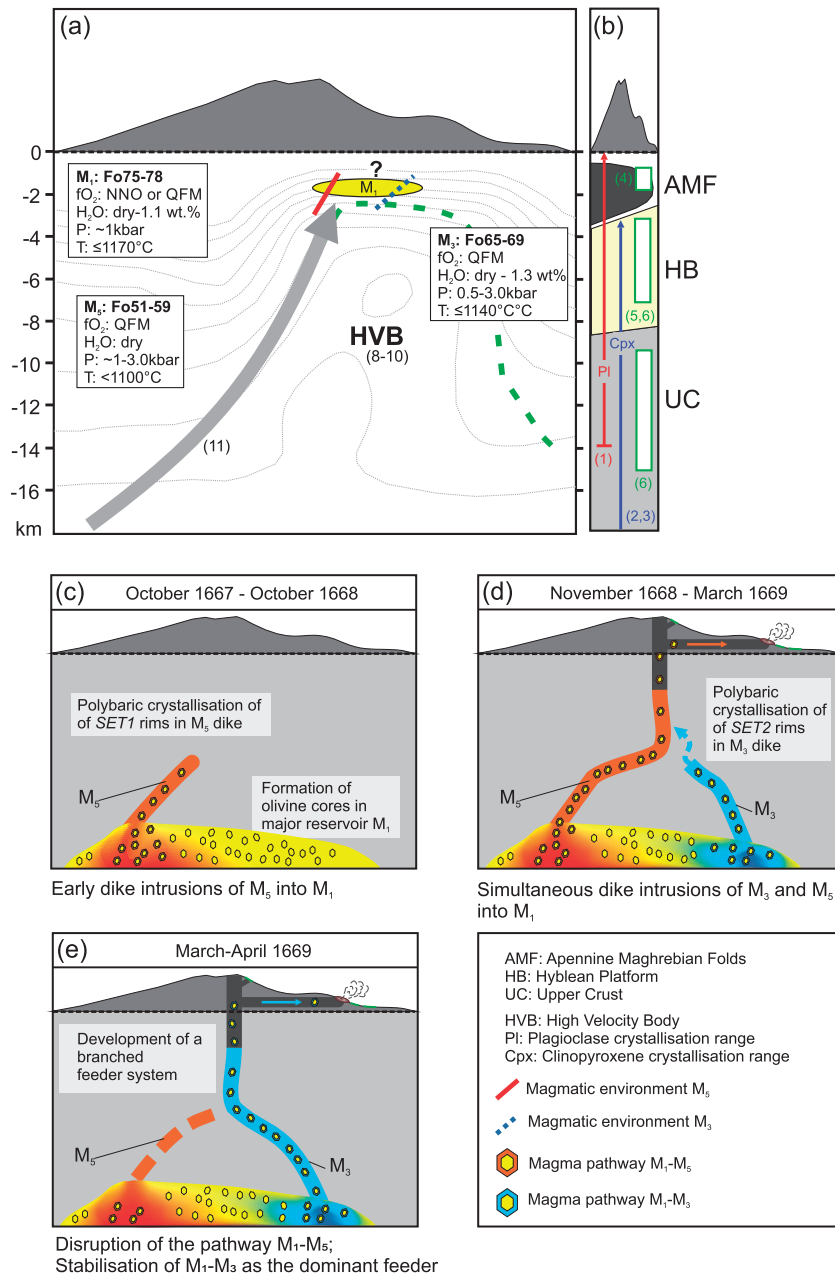 (a)
(b)
0
-2
-4
-6
-8
-10
-12
-14
-16
km
M₁: Fo75-78
fO₂: NNO or QFM
H₂O: dry-1.1 wt.%
P: ~1kbar
T: ≤1170°C
?
M₁
M₃: Fo65-69
fO₂: QFM
H₂O: dry - 1.3 wt%
P: 0.5-3.0kbar
T: ≤1140°C°C
M₅: Fo51-59
fO₂: QFM
H₂O: dry
P: ~1-3.0kbar
T: <1100°C
HVB
(8-10)
(11)
(4)
AMF
HB
(5,6)
Cpx
Pl
UC
(1)
(6)
(2,3)
(c) October 1667 - October 1668
Polybaric crystallisation of
of SET1 rims in M₅ dike
M₅
Formation of
olivine cores in
major reservoir M₁
Early dike intrusions of M₅ into M₁
(d) November 1668 - March 1669
Polybaric
crystallisation of
of SET2 rims
in M₃ dike
M₅
M₃
Simultaneous dike intrusions of M₃ and M₅
into M₁
(e) March-April 1669
Development of a
branched
feeder system
M₅
M₃
Disruption of the pathway M₁-M₅;
Stabilisation of M₁-M₃ as the dominant feeder
AMF: Apennine Maghrebian Folds
HB: Hyblean Platform
UC: Upper Crust
HVB: High Velocity Body
Pl: Plagioclase crystallisation range
Cpx: Clinopyroxene crystallisation range
Magmatic environment M₅
Magmatic environment M₃
Magma pathway M₁-M₅
Magma pathway M₁-M₃